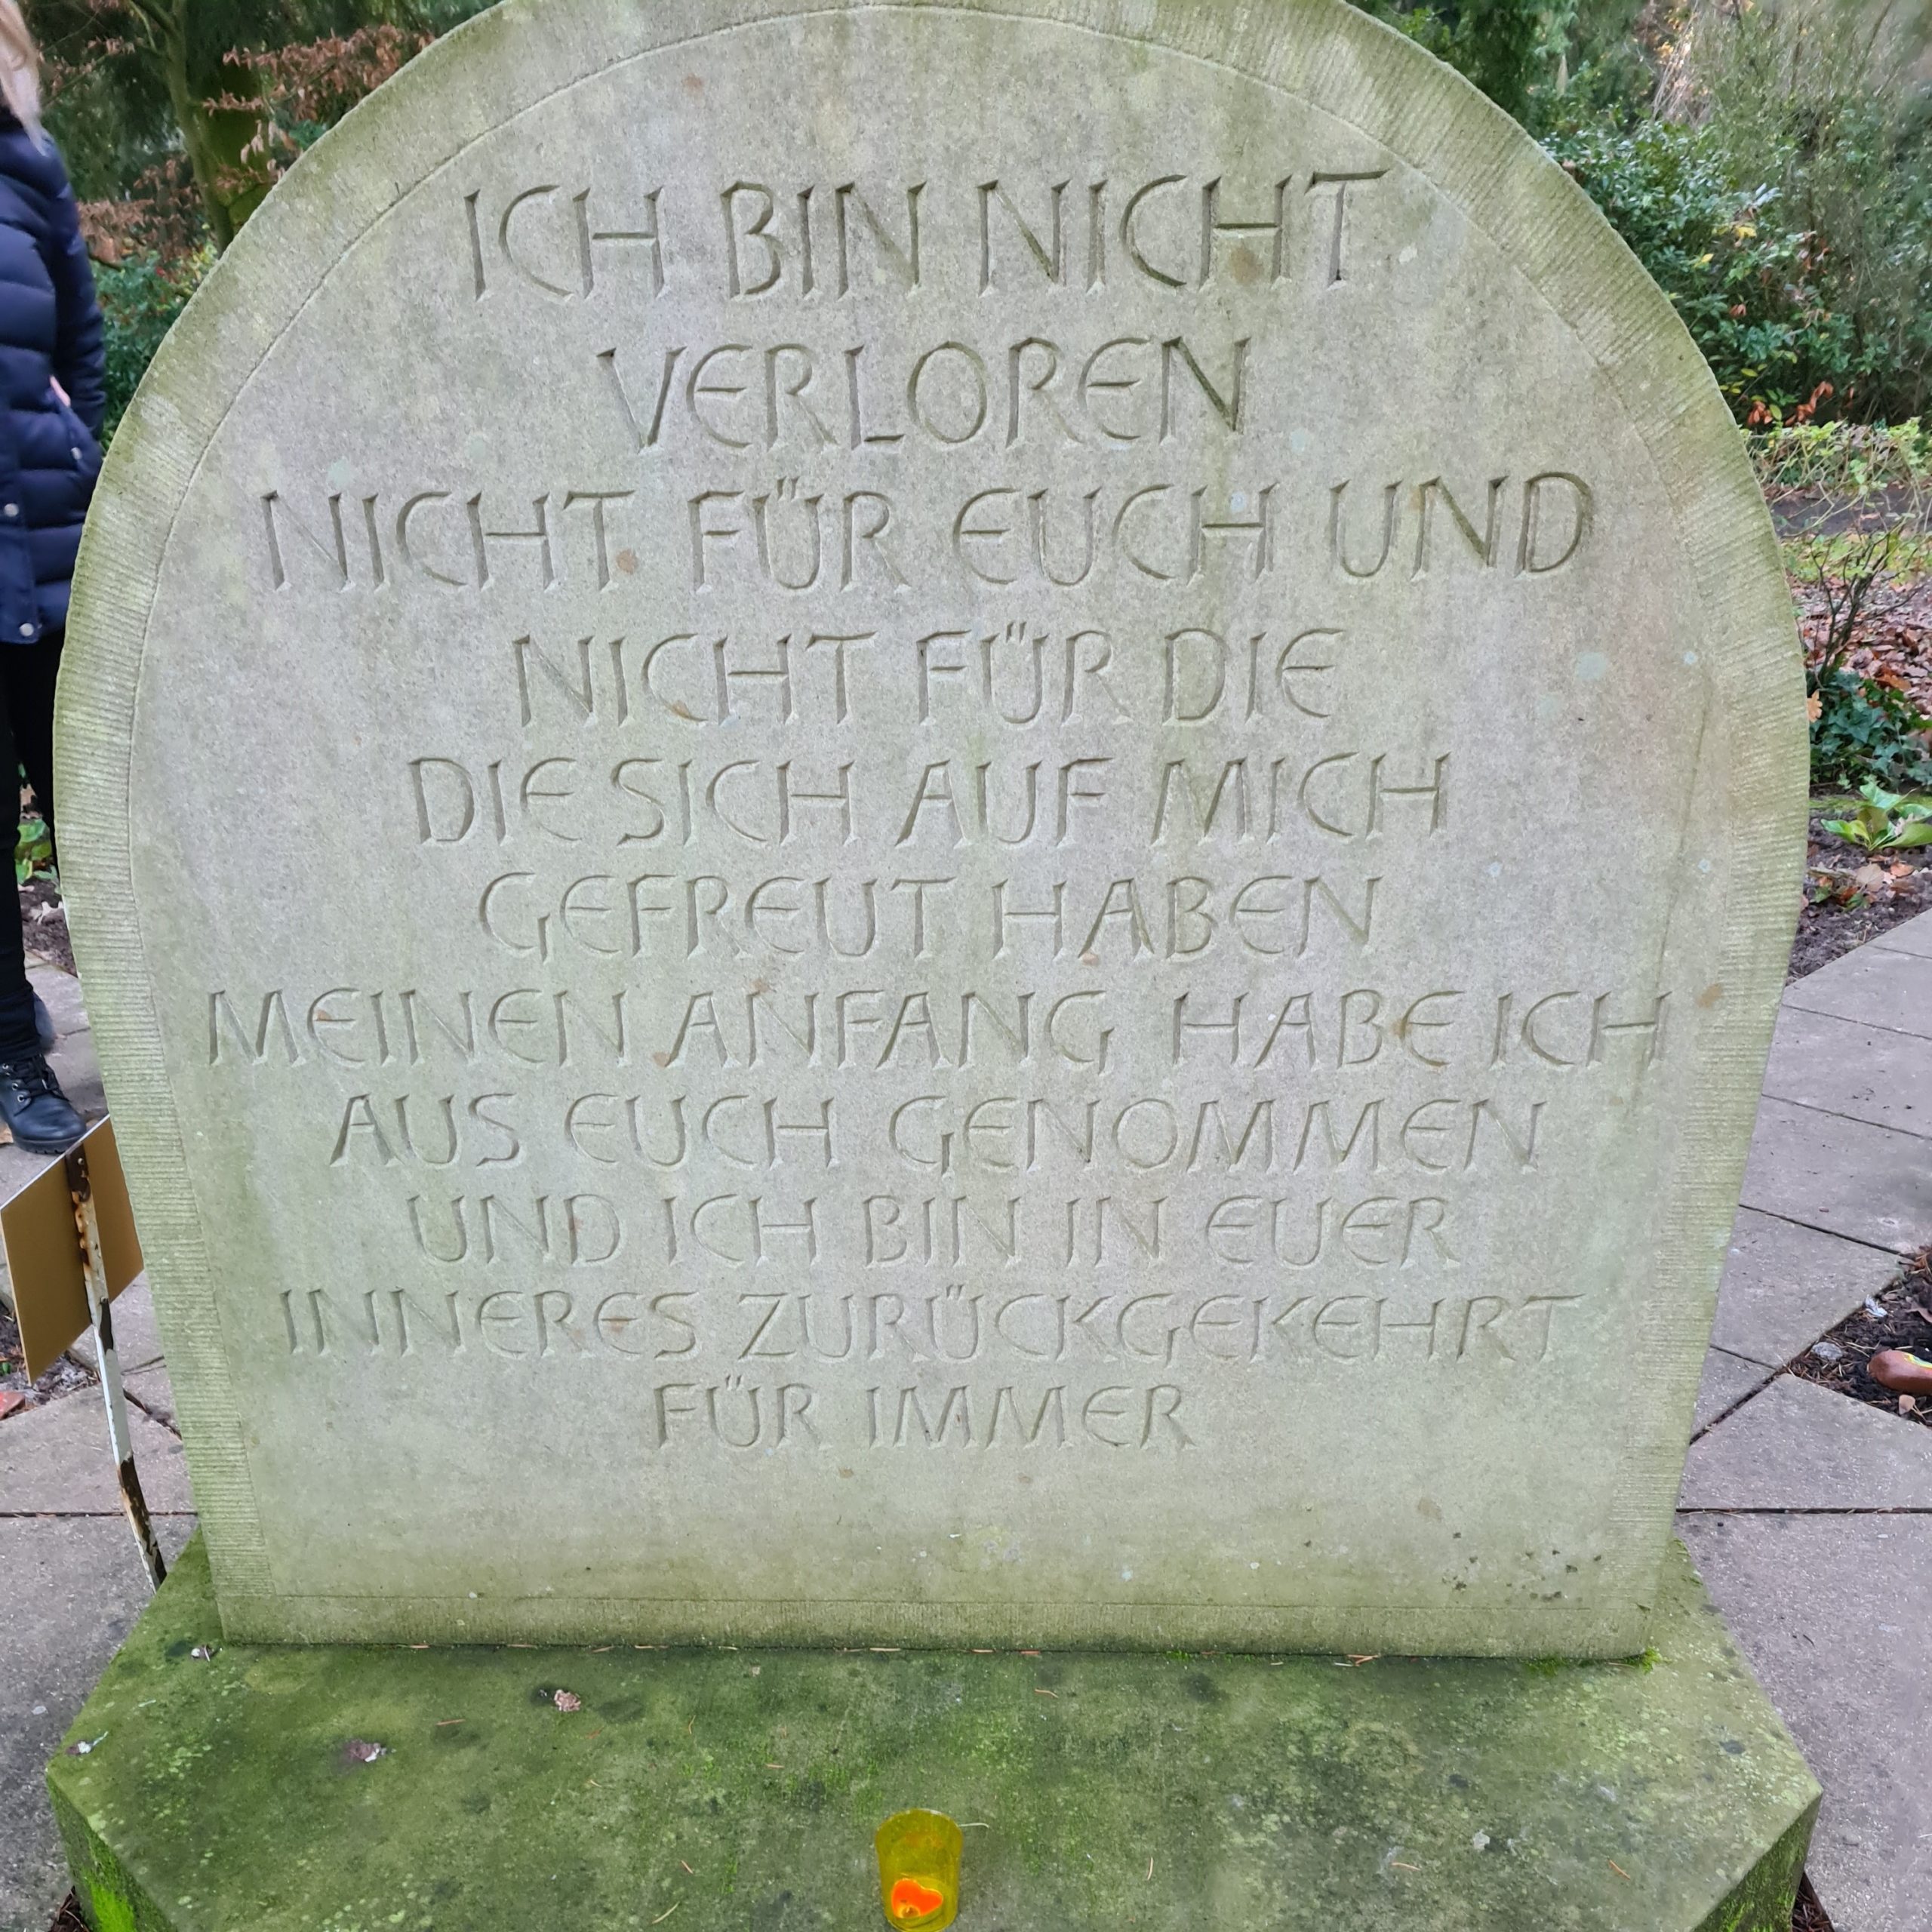 ICH BIN NICHT
VERLOREN
NICHT FÜR EUCH UND
NICHT FÜR DIE
DIE SICH AUF MICH
GEFREUT HABEN
MEINEN ANFANG HABE ICH
AUS EUCH GENOMMEN
UND ICH BIN IN EUER
INNERES ZURÜCKGEKEHRT
FÜR IMMER